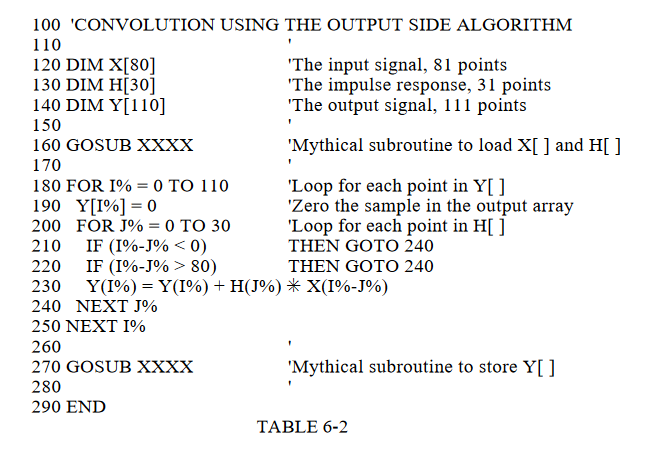 100 'CONVOLUTION USING THE OUTPUT SIDE ALGORITHM
110 '
120 DIM X[80] 'The input signal, 81 points
130 DIM H[30] 'The impulse response, 31 points
140 DIM Y[110] 'The output signal, 111 points
150 '
160 GOSUB XXXX 'Mythical subroutine to load X[ ] and H[ ]
170 '
180 FOR I% = 0 TO 110 'Loop for each point in Y[ ]
190 Y[I%] = 0 'Zero the sample in the output array
200 FOR J% = 0 TO 30 'Loop for each point in H[ ]
210 IF (I%-J% < 0) THEN GOTO 240
220 IF (I%-J% > 80) THEN GOTO 240
230 Y(I%) = Y(I%) + H(J%) * X(I%-J%)
240 NEXT J%
250 NEXT I%
260 '
270 GOSUB XXXX 'Mythical subroutine to store Y[ ]
280 '
290 END
TABLE 6-2